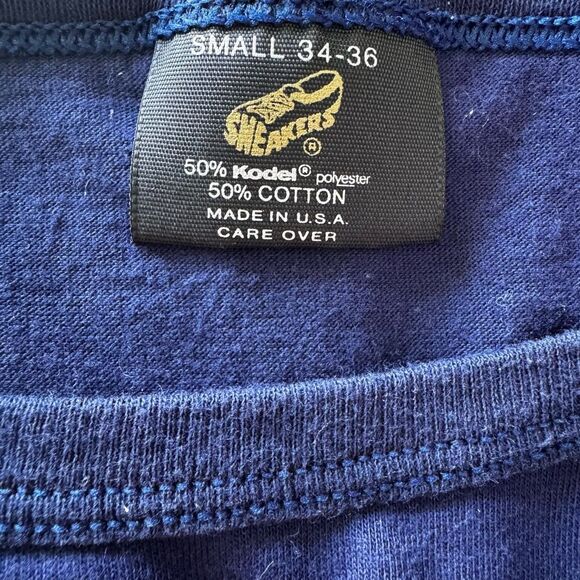 SMALL 34-36
SNEAKERS ®
50% Kodel® polyester
50% COTTON
MADE IN U.S.A.
CARE OVER